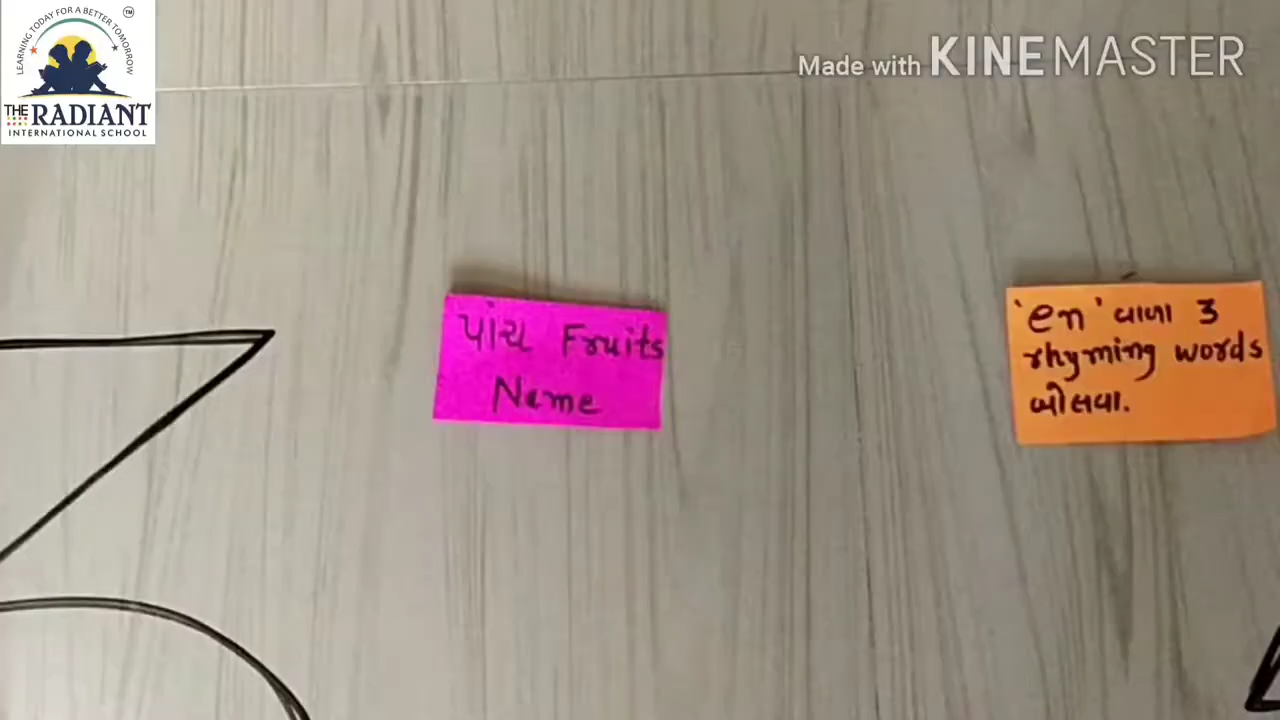 LEARNING TODAY FOR A BETTER TOMORROW
TM
THE RADIANT
INTERNATIONAL SCHOOL
Made with KINEMASTER
પાંચ Fruits
Name
'en' વાળા 3
rhyming words
બોલવા.